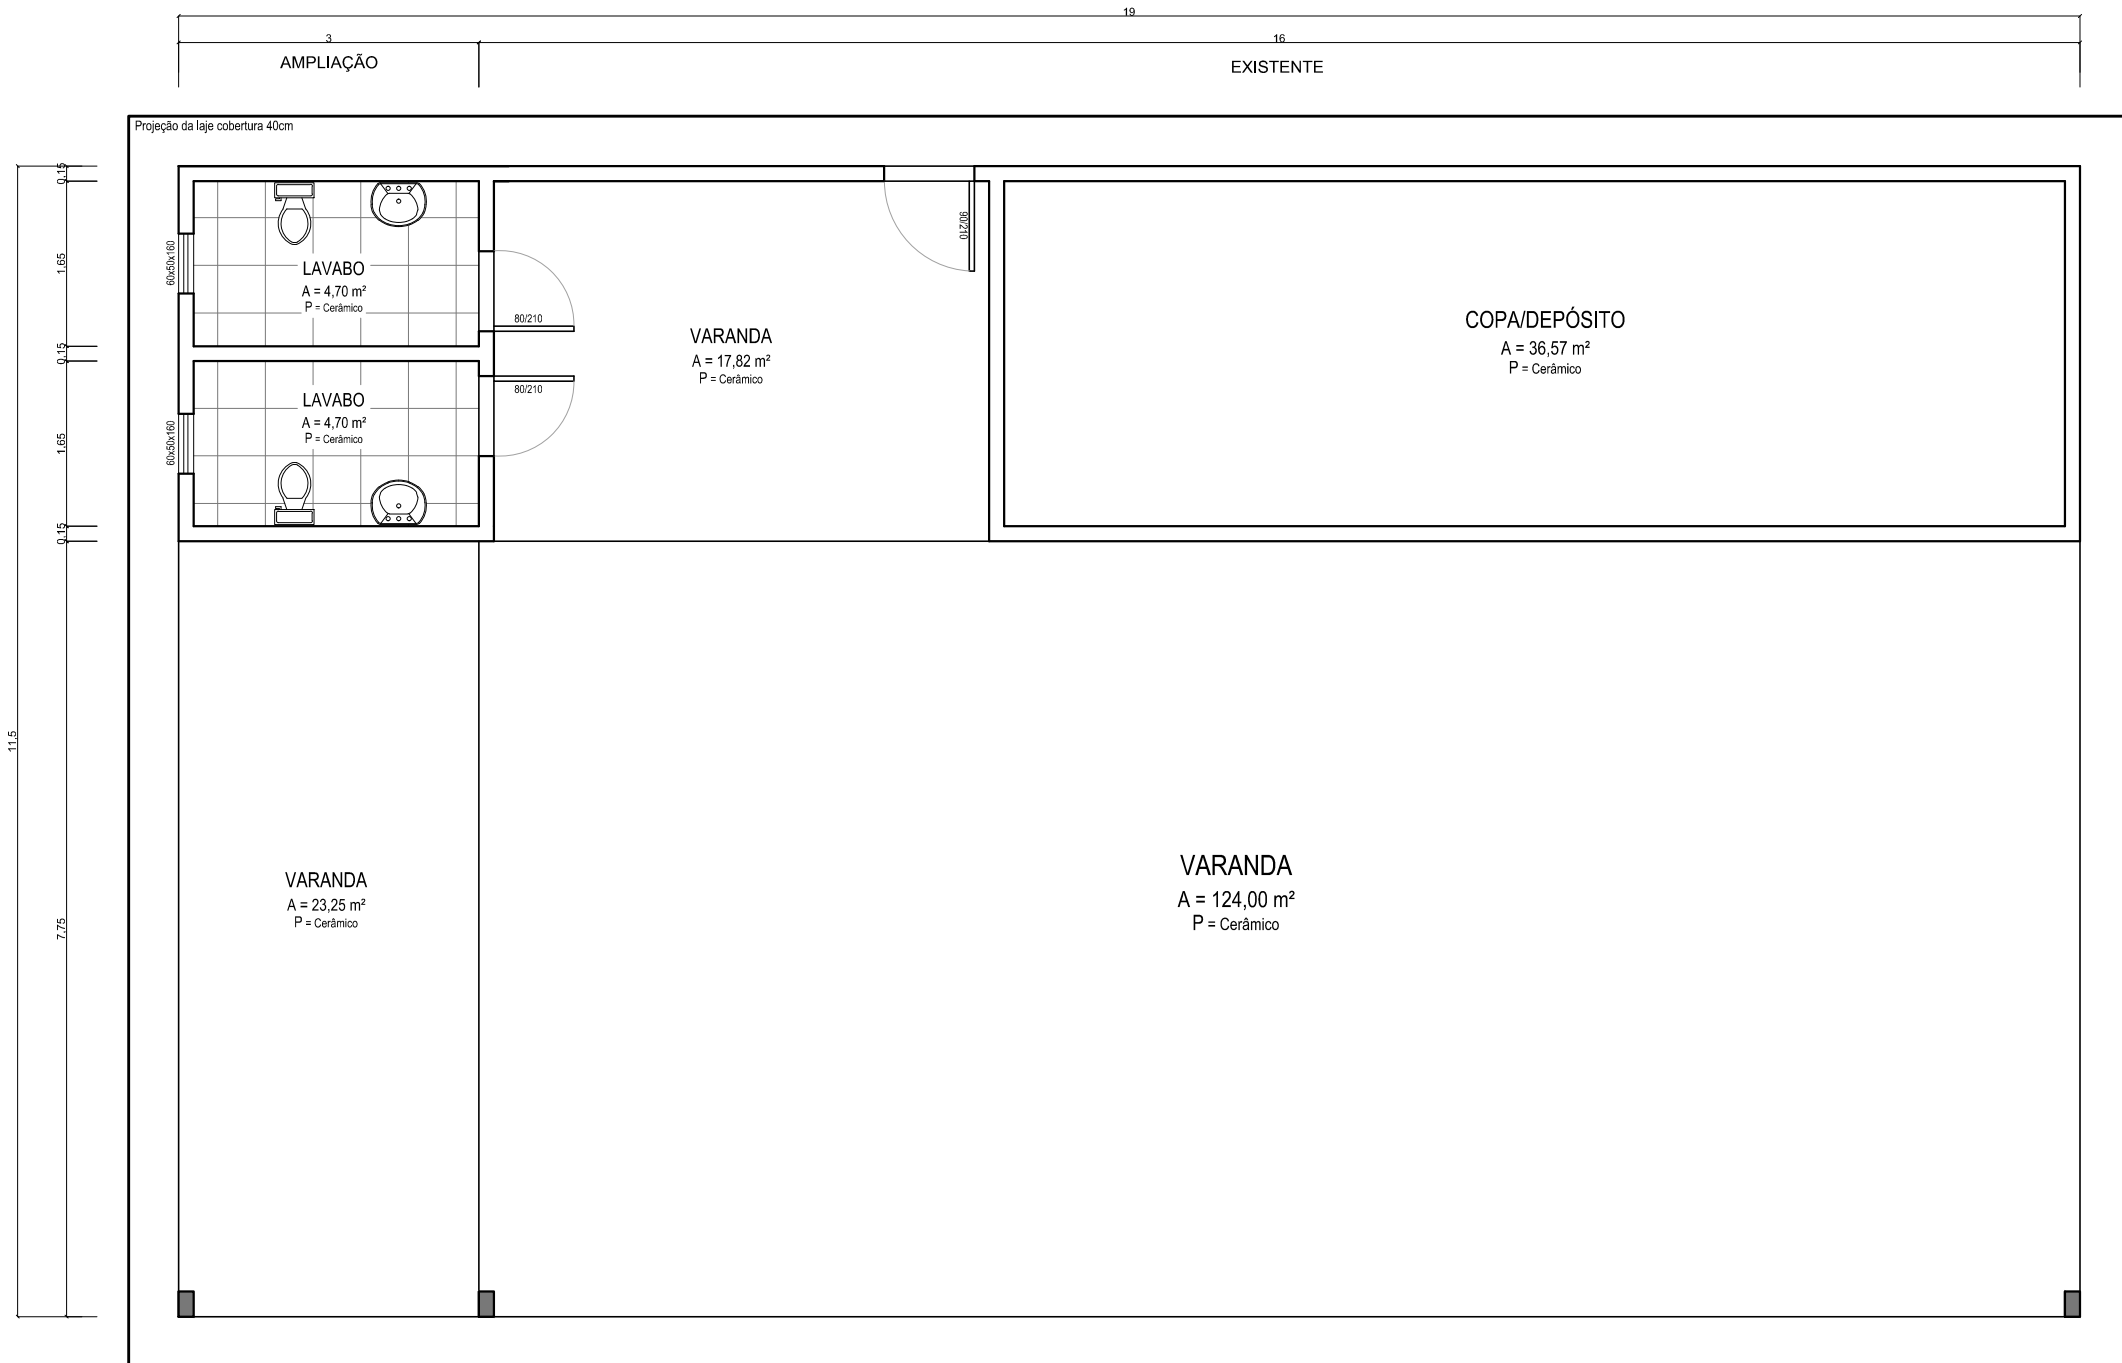 19
3
16
AMPLIAÇÃO
EXISTENTE
Projeção da laje cobertura 40cm
0,15
1,65
0,15
1,65
0,15
11,5
7,75
60x50x160
LAVABO
A = 4,70 m²
P = Cerâmico
80/210
90/210
VARANDA
A = 17,82 m²
P = Cerâmico
COPA/DEPÓSITO
A = 36,57 m²
P = Cerâmico
60x50x160
LAVABO
A = 4,70 m²
P = Cerâmico
80/210
VARANDA
A = 23,25 m²
P = Cerâmico
VARANDA
A = 124,00 m²
P = Cerâmico